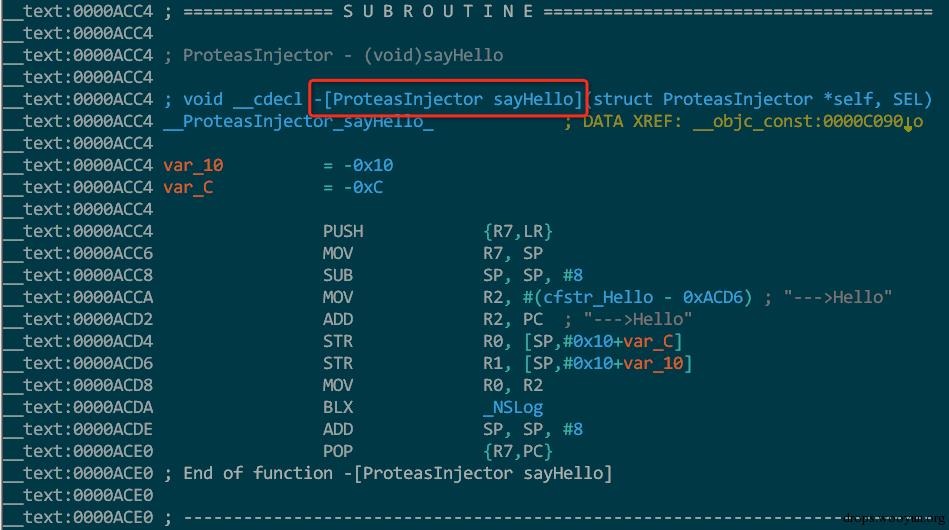 __text:0000ACC4 ; =============== S U B R O U T I N E =======================================
__text:0000ACC4
__text:0000ACC4 ; ProteasInjector - (void)sayHello
__text:0000ACC4
__text:0000ACC4 ; void __cdecl -[ProteasInjector sayHello](struct ProteasInjector *self, SEL)
__text:0000ACC4 __ProteasInjector_sayHello_ ; DATA XREF: __objc_const:0000C090↓o
__text:0000ACC4
__text:0000ACC4 var_10 = -0x10
__text:0000ACC4 var_C = -0xC
__text:0000ACC4
__text:0000ACC4 PUSH {R7,LR}
__text:0000ACC6 MOV R7, SP
__text:0000ACC8 SUB SP, SP, #8
__text:0000ACCA MOV R2, #(cfstr_Hello - 0xACD6) ; "--->Hello"
__text:0000ACD2 ADD R2, PC ; "--->Hello"
__text:0000ACD4 STR R0, [SP,#0x10+var_C]
__text:0000ACD6 STR R1, [SP,#0x10+var_10]
__text:0000ACD8 MOV R0, R2
__text:0000ACDA BLX _NSLog
__text:0000ACDE ADD SP, SP, #8
__text:0000ACE0 POP {R7,PC}
__text:0000ACE0 ; End of function -[ProteasInjector sayHello]
__text:0000ACE0
__text:0000ACE0 ; ---------------------------------------------------------------------------
drops.wooyun.org